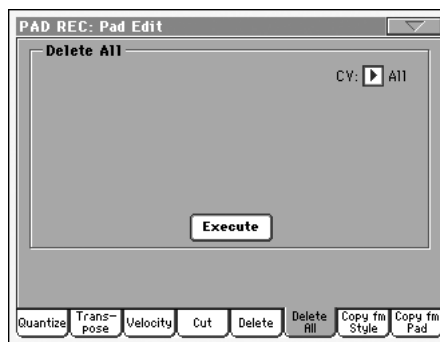 PAD REC: Pad Edit
Delete All
CV: All
Execute
Quantize
Trans-
pose
Velocity
Cut
Delete
Delete
All
Copy fm
Style
Copy fm
Pad